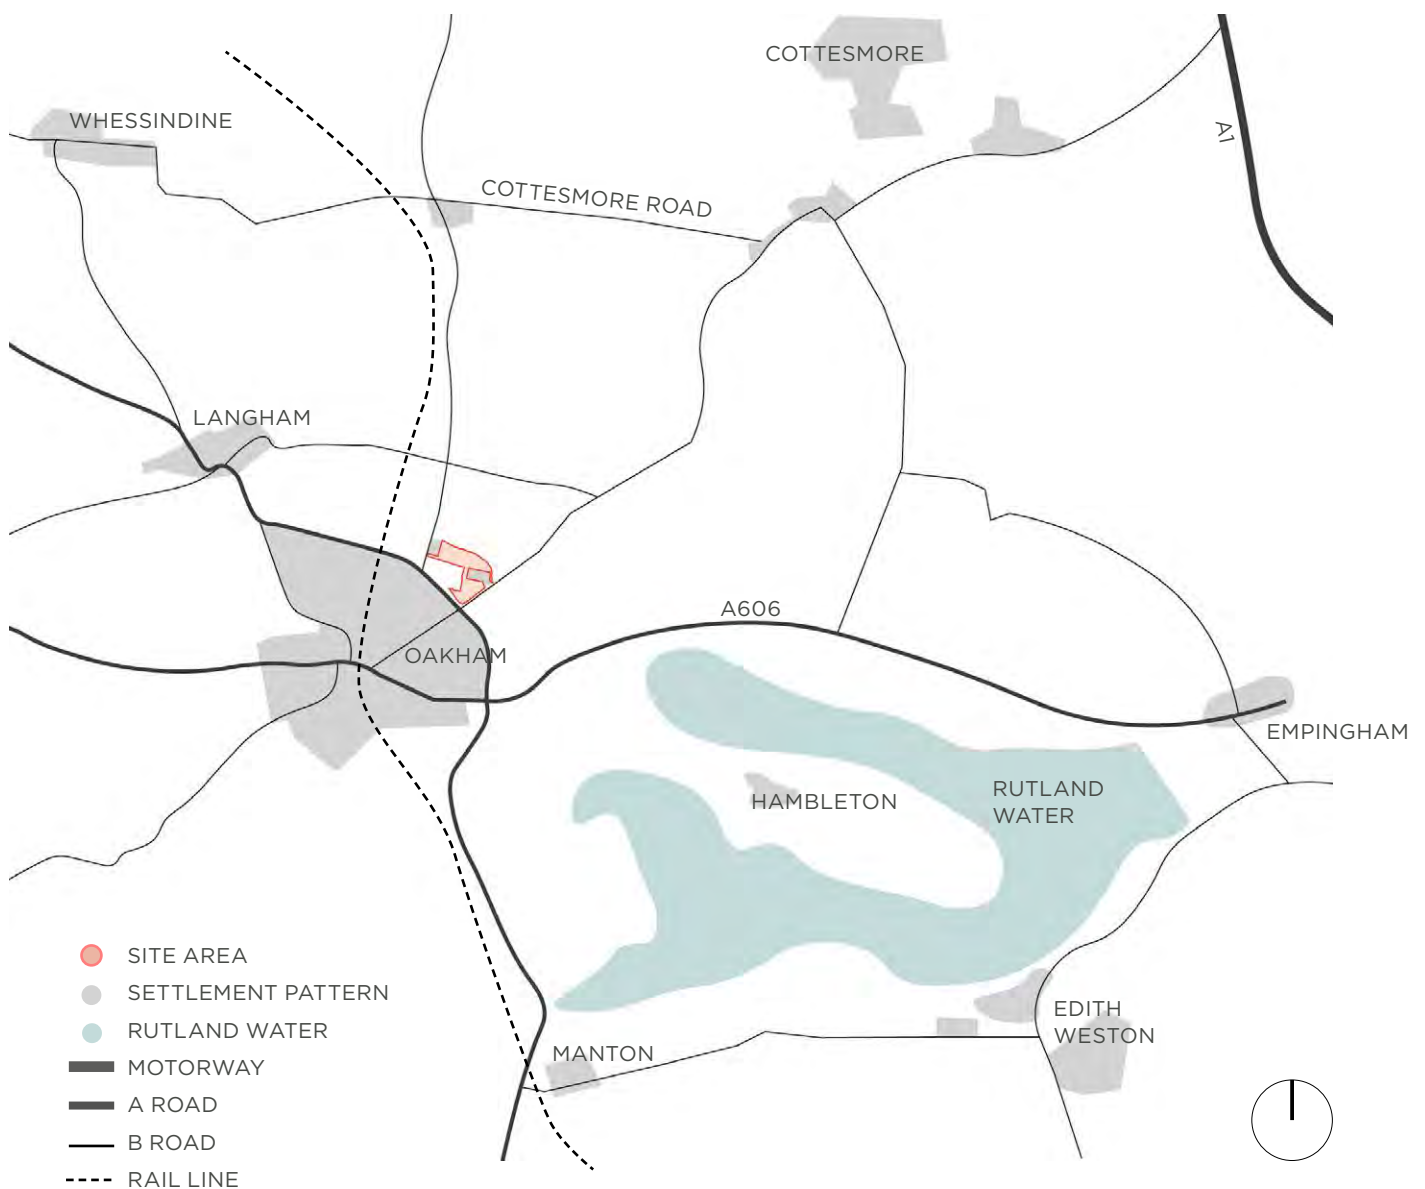 COTTESMORE
WHESSINDINE
A1
COTTESMORE ROAD
LANGHAM
A606
OAKHAM
EMPINGHAM
HAMBLETON
RUTLAND
WATER
SITE AREA
SETTLEMENT PATTERN
RUTLAND WATER
MOTORWAY
A ROAD
B ROAD
RAIL LINE
EDITH
WESTON
MANTON